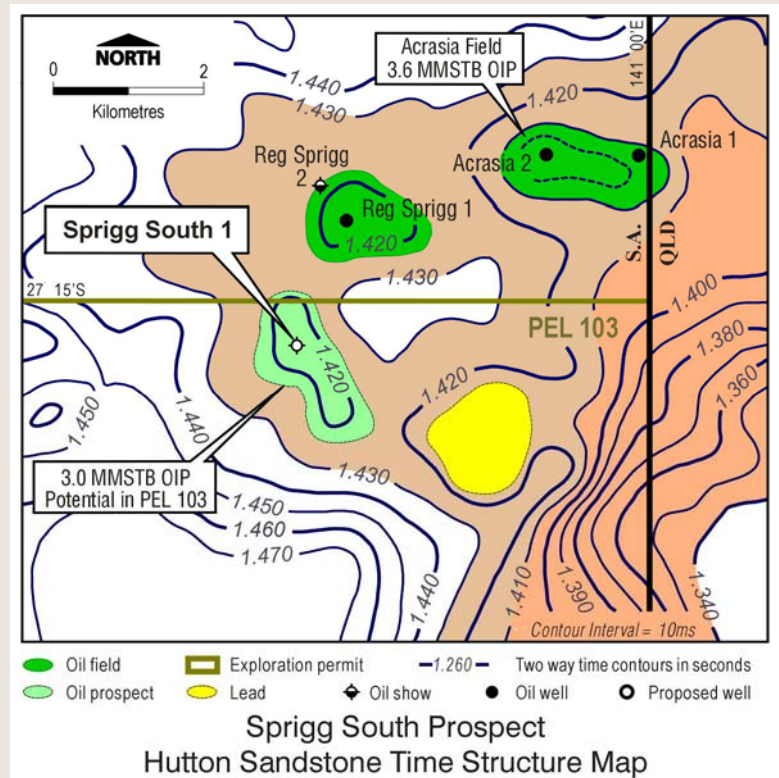 NORTH
0 2
Kilometres
Acrasia Field
3.6 MMSTB OIP
141 00'E
1.440
1.430
1.420
Reg Sprigg
2
Acrasia 2
Acrasia 1
Reg Sprigg 1
Sprigg South 1
1.420
S.A. QLD
27 15'S
1.430
1.400
PEL 103
1.380
1.420
1.420
1.360
1.450
1.440
3.0 MMSTB OIP
Potential in PEL 103
1.430
1.450
1.460
1.470
1.440
1.410
1.390
1.340
Contour Interval = 10ms
Oil field
Exploration permit
1.260
Two way time contours in seconds
Oil prospect
Lead
Oil show
Oil well
Proposed well
Sprigg South Prospect
Hutton Sandstone Time Structure Map